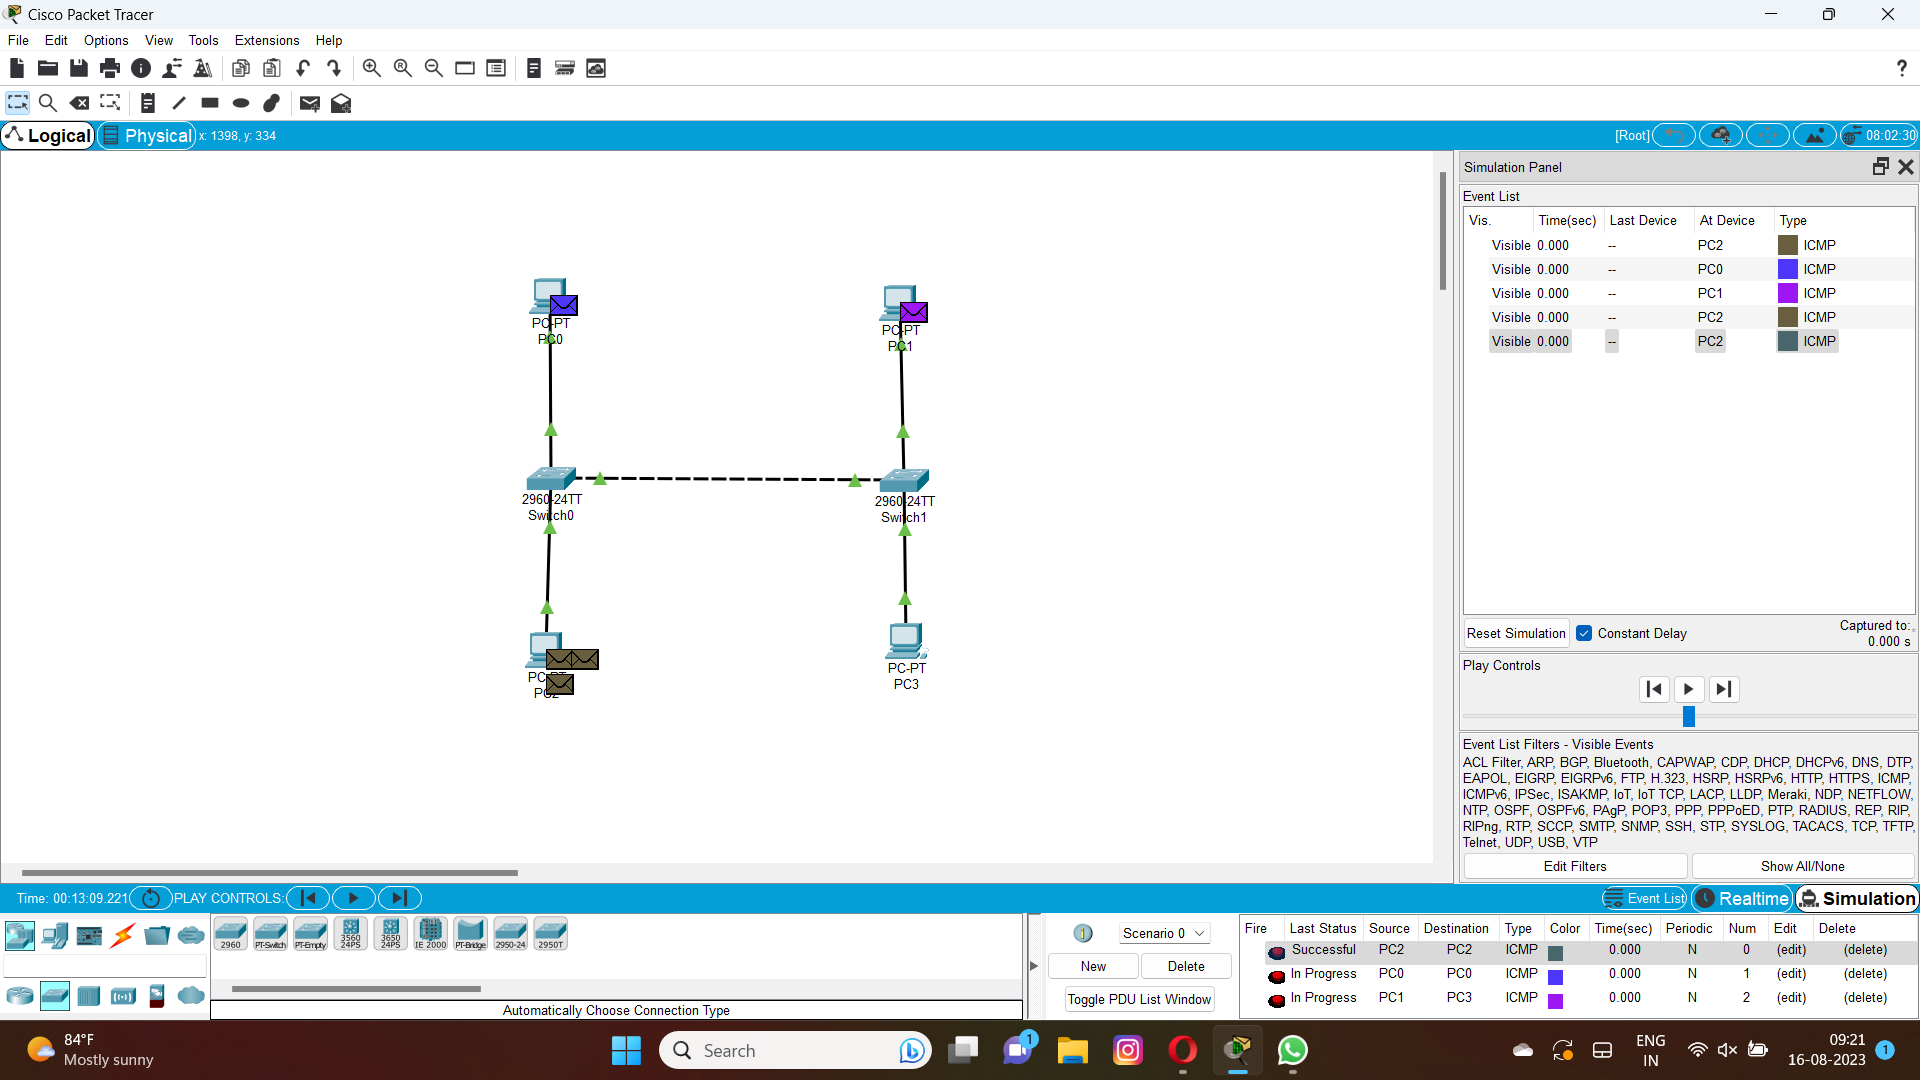 Cisco Packet Tracer
File Edit Options View Tools Extensions Help
Logical Physical x: 1398, y: 334
[Root] 08:02:30
PC-PT
PC0
PC-PT
PC1
2960-24TT
Switch0
2960-24TT
Switch1
PC-PT
PC2
PC-PT
PC3
Simulation Panel
Event List
Vis. Time(sec) Last Device At Device Type
Visible 0.000 -- PC2 ICMP
Visible 0.000 -- PC0 ICMP
Visible 0.000 -- PC1 ICMP
Visible 0.000 -- PC2 ICMP
Visible 0.000 -- PC2 ICMP
Reset Simulation Constant Delay Captured to:
0.000 s
Play Controls
Event List Filters - Visible Events
ACL Filter, ARP, BGP, Bluetooth, CAPWAP, CDP, DHCP, DHCPv6, DNS, DTP,
EAPOL, EIGRP, EIGRPv6, FTP, H.323, HSRP, HSRPv6, HTTP, HTTPS, ICMP,
ICMPv6, IPSec, ISAKMP, IoT, IoT TCP, LACP, LLDP, Meraki, NDP, NETFLOW,
NTP, OSPF, OSPFv6, PAgP, POP3, PPP, PPPoED, PTP, RADIUS, REP, RIP,
RIPng, RTP, SCCP, SMTP, SNMP, SSH, STP, SYSLOG, TACACS, TCP, TFTP,
Telnet, UDP, USB, VTP
Edit Filters Show All/None
Time: 00:13:09.221 PLAY CONTROLS:
Event List Realtime Simulation
2960 PT-Switch PT-Empty 3560 24PS 3650 24PS IE 2000 PT-Bridge 2950-24 2950T
Automatically Choose Connection Type
Scenario 0
New Delete
Toggle PDU List Window
Fire Last Status Source Destination Type Color Time(sec) Periodic Num Edit Delete
Successful PC2 PC2 ICMP 0.000 N 0 (edit) (delete)
In Progress PC0 PC0 ICMP 0.000 N 1 (edit) (delete)
In Progress PC1 PC3 ICMP 0.000 N 2 (edit) (delete)
84°F
Mostly sunny
Search
1
ENG
IN
09:21
16-08-2023
1